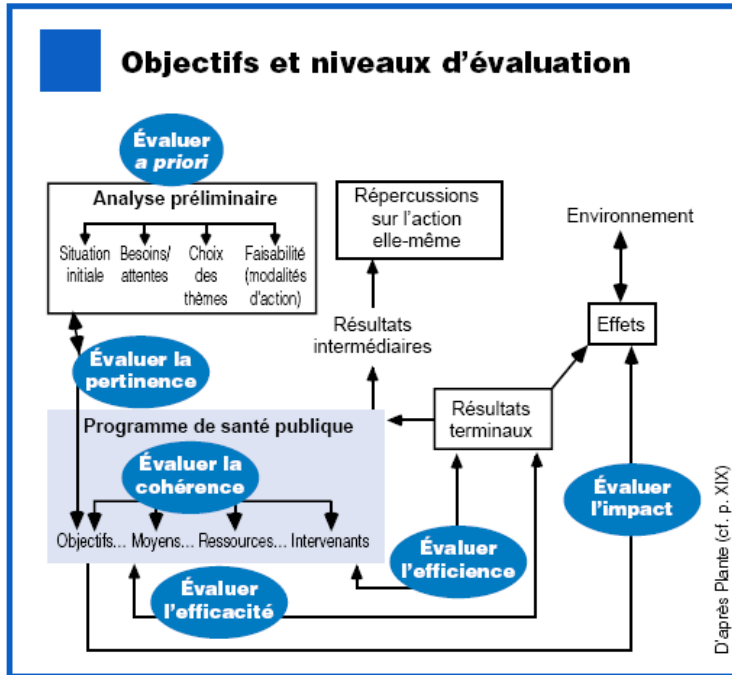 Objectifs et niveaux d'évaluation
Évaluer
a priori
Analyse préliminaire
Situation
initiale
Besoins/
attentes
Choix
des
thèmes
Faisabilité
(modalités
d'action)
Répercussions
sur l'action
elle-même
Environnement
Résultats
intermédiaires
Effets
Évaluer la
pertinence
Programme de santé publique
Résultats
terminaux
Évaluer la
cohérence
Objectifs... Moyens... Ressources... Intervenants
Évaluer
l'impact
Évaluer
l'efficience
Évaluer
l'efficacité
D'après Plante (cf. p. XIX)